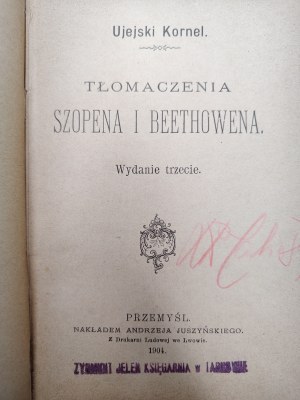 Ujejski Kornel.
TŁOMACZENIA
SZOPENA I BEETHOWENA.
Wydanie trzecie.
PRZEMYŚL.
NAKŁADEM ANDRZEJA JUSZYŃSKIEGO.
Z Drukarni Ludowej we Lwowie.
1904.
ZYGMUNT JELEŃ KSIĘGARNIA w TARNOWIE